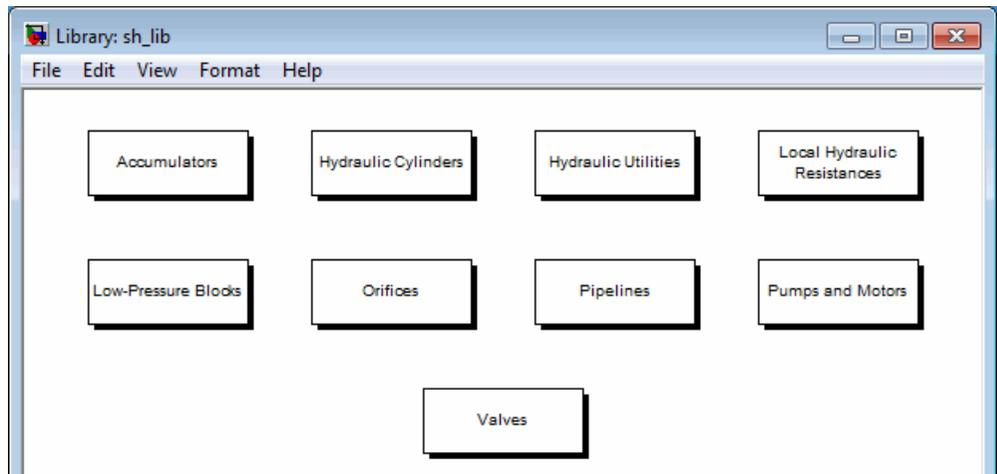 Library: sh_lib
File Edit View Format Help
Accumulators
Hydraulic Cylinders
Hydraulic Utilities
Local Hydraulic
Resistances
Low-Pressure Blocks
Orifices
Pipelines
Pumps and Motors
Valves